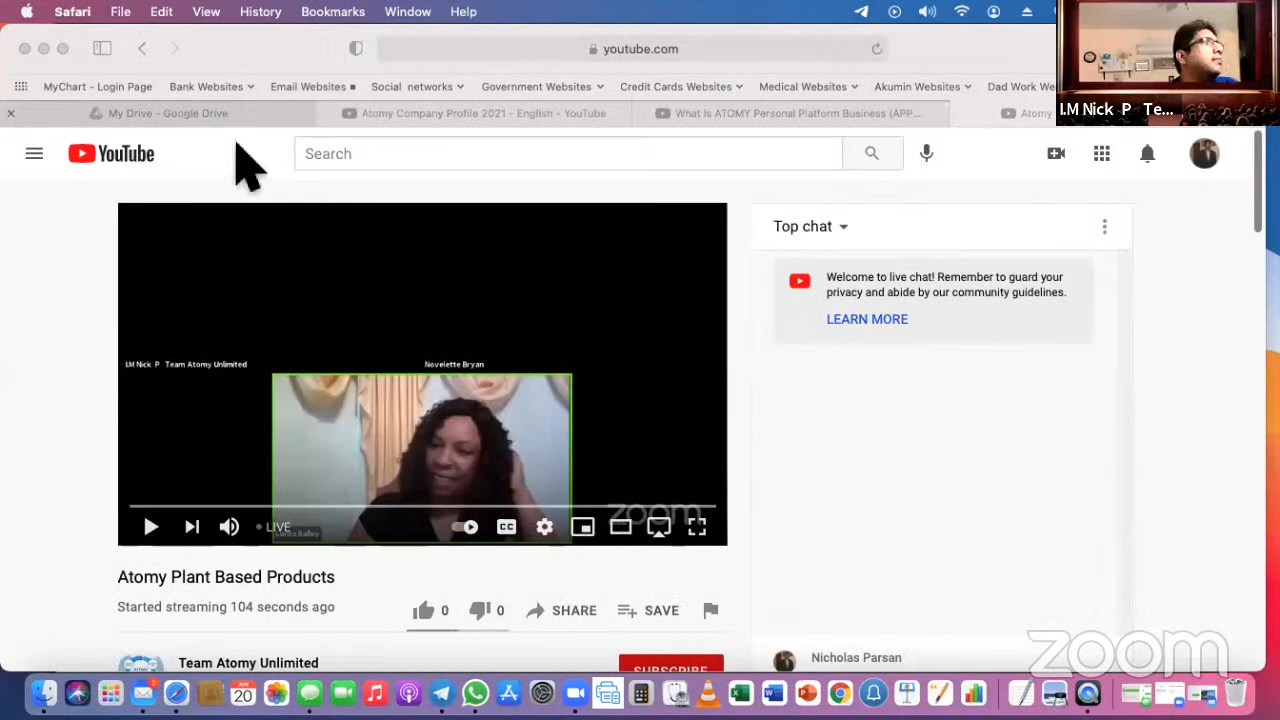 Safari File Edit View History Bookmarks Window Help
youtube.com
MyChart - Login Page Bank Websites Email Websites Social networks Government Websites Credit Cards Websites Medical Websites Akumin Websites Dad Work We
I.M Nick P Te...
My Drive - Google Drive Atomy Company Profile 2021 - English - YouTube What Is ATOMY Personal Platform Business {APP... Atomy
YouTube Search
Top chat
Welcome to live chat! Remember to guard your
privacy and abide by our community guidelines.
LEARN MORE
I.M Nick P Team Atomy Unlimited Novelette Bryan
zoom
LIVE CC
Atomy Plant Based Products
Started streaming 104 seconds ago
0 0 SHARE SAVE
Team Atomy Unlimited SUBSCRIBE
Nicholas Parsan
zoom
JUN
20